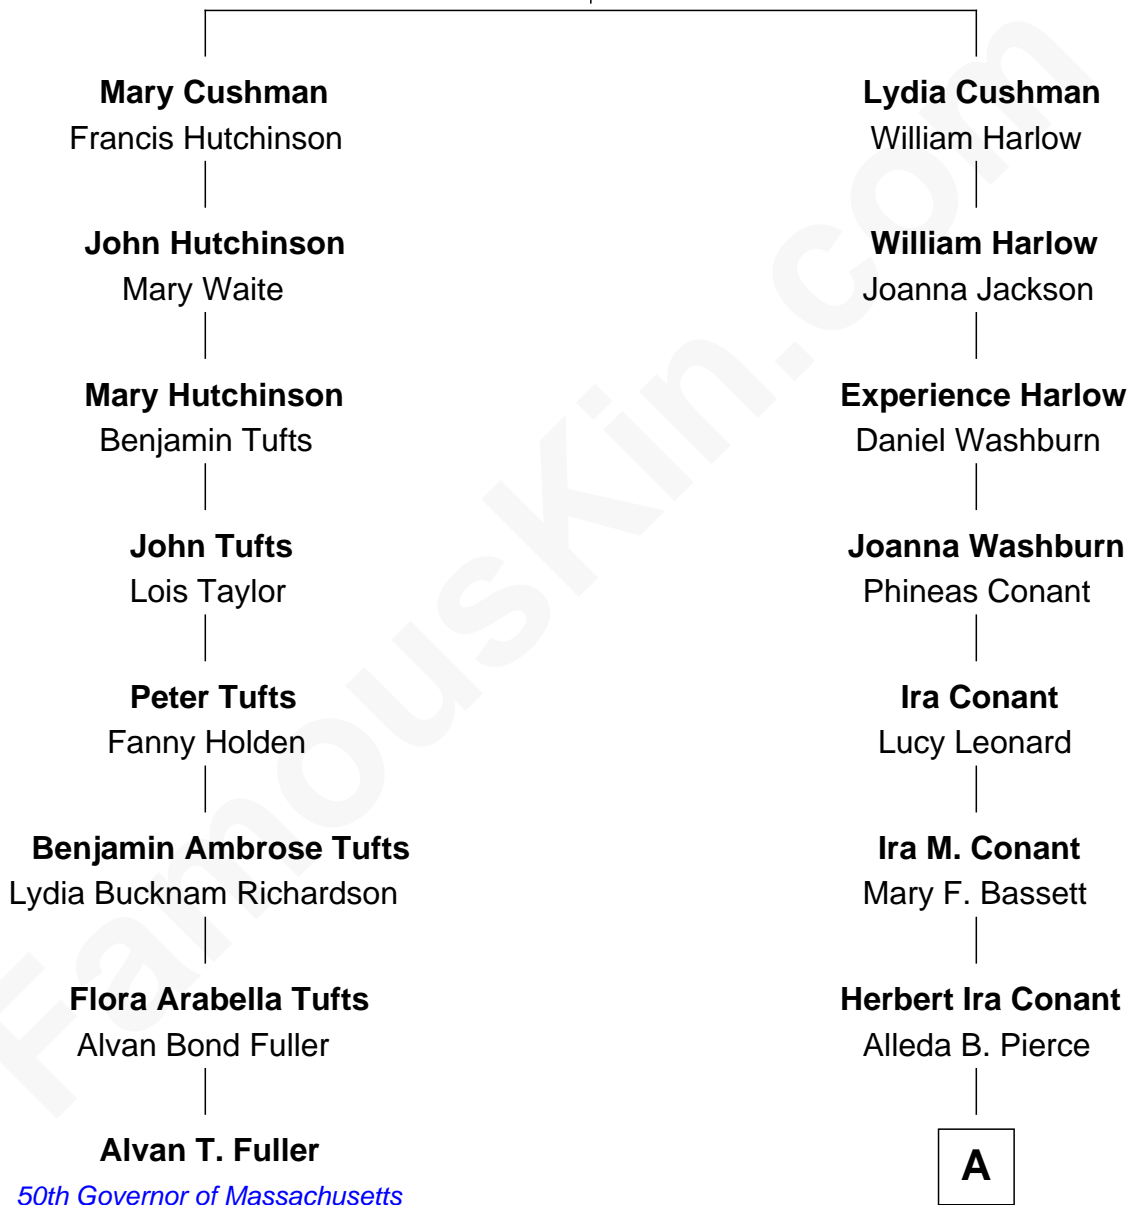 Mary Cushman
Francis Hutchinson
John Hutchinson
Mary Waite
Mary Hutchinson
Benjamin Tufts
John Tufts
Lois Taylor
Peter Tufts
Fanny Holden
Benjamin Ambrose Tufts
Lydia Bucknam Richardson
Flora Arabella Tufts
Alvan Bond Fuller
Alvan T. Fuller
50th Governor of Massachusetts
Lydia Cushman
William Harlow
William Harlow
Joanna Jackson
Experience Harlow
Daniel Washburn
Joanna Washburn
Phineas Conant
Ira Conant
Lucy Leonard
Ira M. Conant
Mary F. Bassett
Herbert Ira Conant
Alleda B. Pierce
A
FamousKin.com